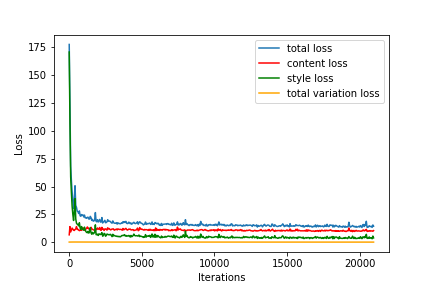 total loss
content loss
style loss
total variation loss
175
150
125
100
75
50
25
0
Loss
0
5000
10000
15000
20000
Iterations